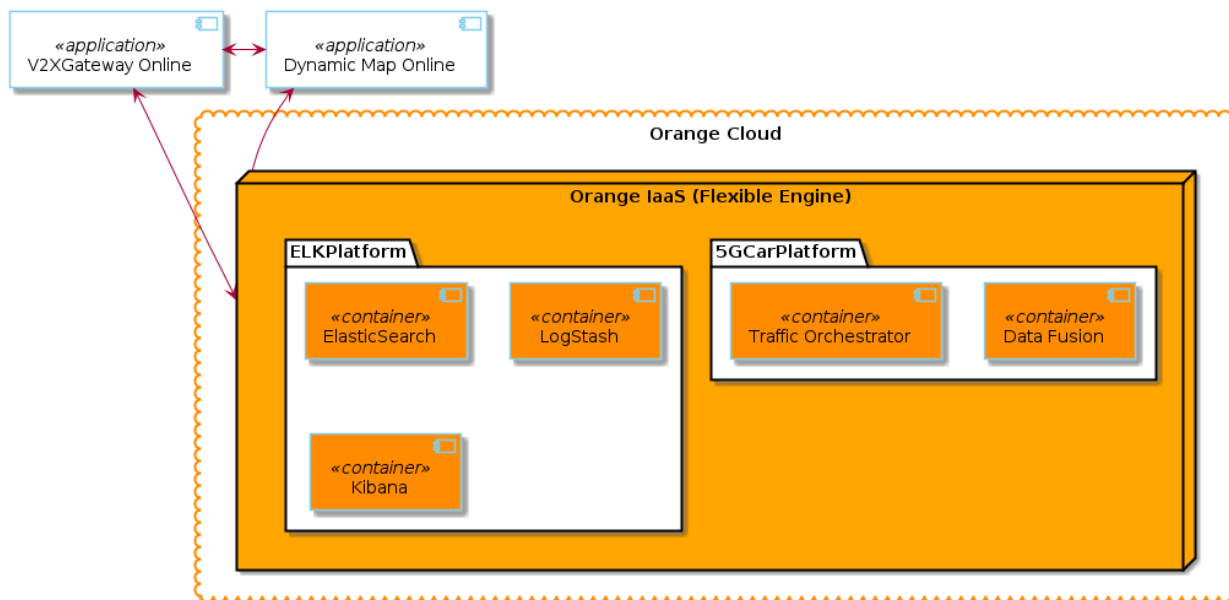 «application»
V2XGateway Online
«application»
Dynamic Map Online
Orange Cloud
Orange IaaS (Flexible Engine)
ELKPlatform
«container»
ElasticSearch
«container»
LogStash
«container»
Kibana
5GCarPlatform
«container»
Traffic Orchestrator
«container»
Data Fusion